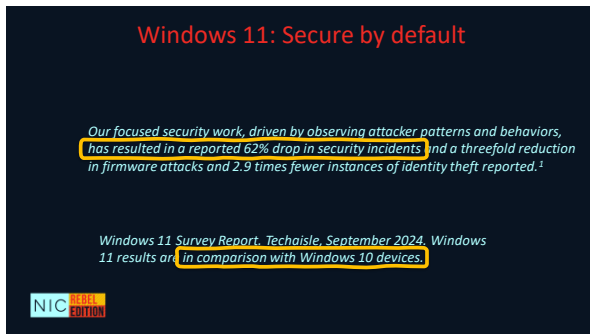 Windows 11: Secure by default
Our focused security work, driven by observing attacker patterns and behaviors,
has resulted in a reported 62% drop in security incidents and a threefold reduction
in firmware attacks and 2.9 times fewer instances of identity theft reported.¹
Windows 11 Survey Report. Techaisle, September 2024. Windows
11 results are in comparison with Windows 10 devices.
NIC REBEL
EDITION